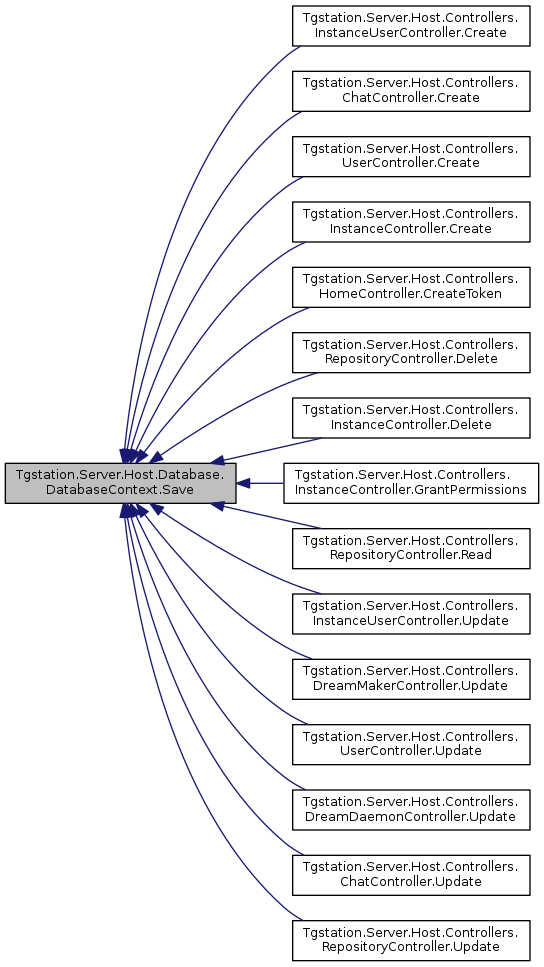 Tgstation.Server.Host.Controllers.
InstanceUserController.Create
Tgstation.Server.Host.Controllers.
ChatController.Create
Tgstation.Server.Host.Controllers.
UserController.Create
Tgstation.Server.Host.Controllers.
InstanceController.Create
Tgstation.Server.Host.Controllers.
HomeController.CreateToken
Tgstation.Server.Host.Controllers.
RepositoryController.Delete
Tgstation.Server.Host.Controllers.
InstanceController.Delete
Tgstation.Server.Host.Database.
DatabaseContext.Save
Tgstation.Server.Host.Controllers.
InstanceController.GrantPermissions
Tgstation.Server.Host.Controllers.
RepositoryController.Read
Tgstation.Server.Host.Controllers.
InstanceUserController.Update
Tgstation.Server.Host.Controllers.
DreamMakerController.Update
Tgstation.Server.Host.Controllers.
UserController.Update
Tgstation.Server.Host.Controllers.
DreamDaemonController.Update
Tgstation.Server.Host.Controllers.
ChatController.Update
Tgstation.Server.Host.Controllers.
RepositoryController.Update